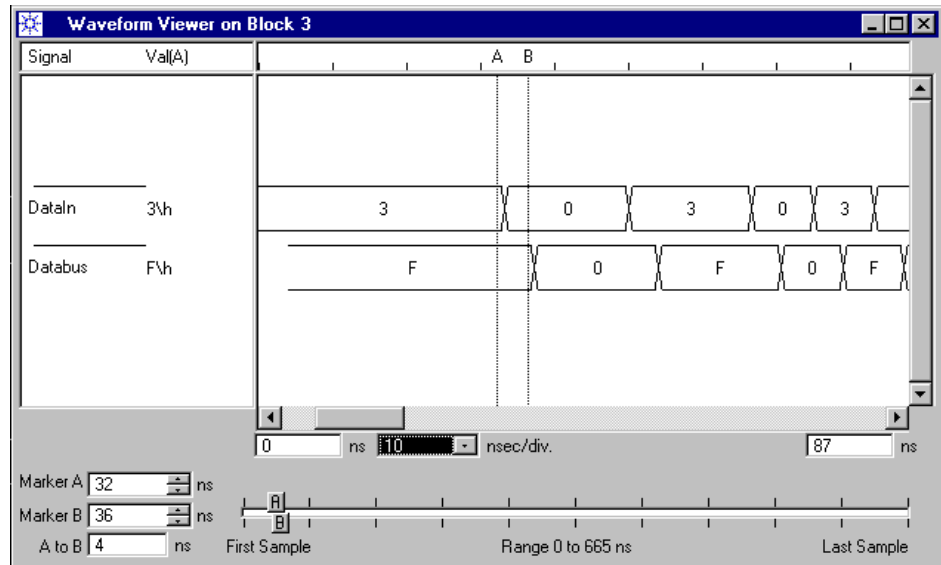 Waveform Viewer on Block 3
Signal Val(A)
A B
DataIn 3\h 3 0 3 0 3
Databus F\h F 0 F 0 F
0 ns 10 nsec/div. 87 ns
Marker A 32 ns
A
Marker B 36 ns
B
A to B 4 ns First Sample Range 0 to 665 ns Last Sample